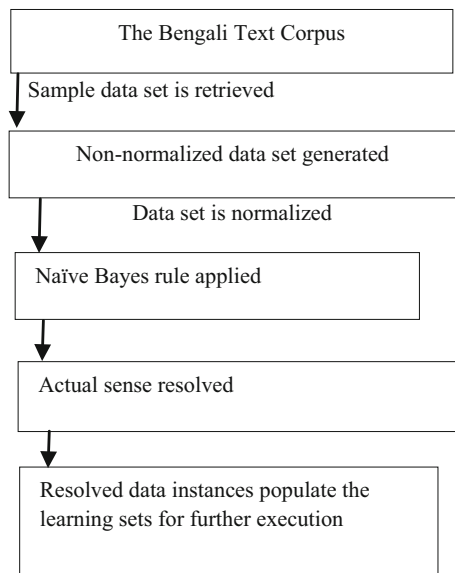 The Bengali Text Corpus
Sample data set is retrieved
Non-normalized data set generated
Data set is normalized
Naïve Bayes rule applied
Actual sense resolved
Resolved data instances populate the
learning sets for further execution